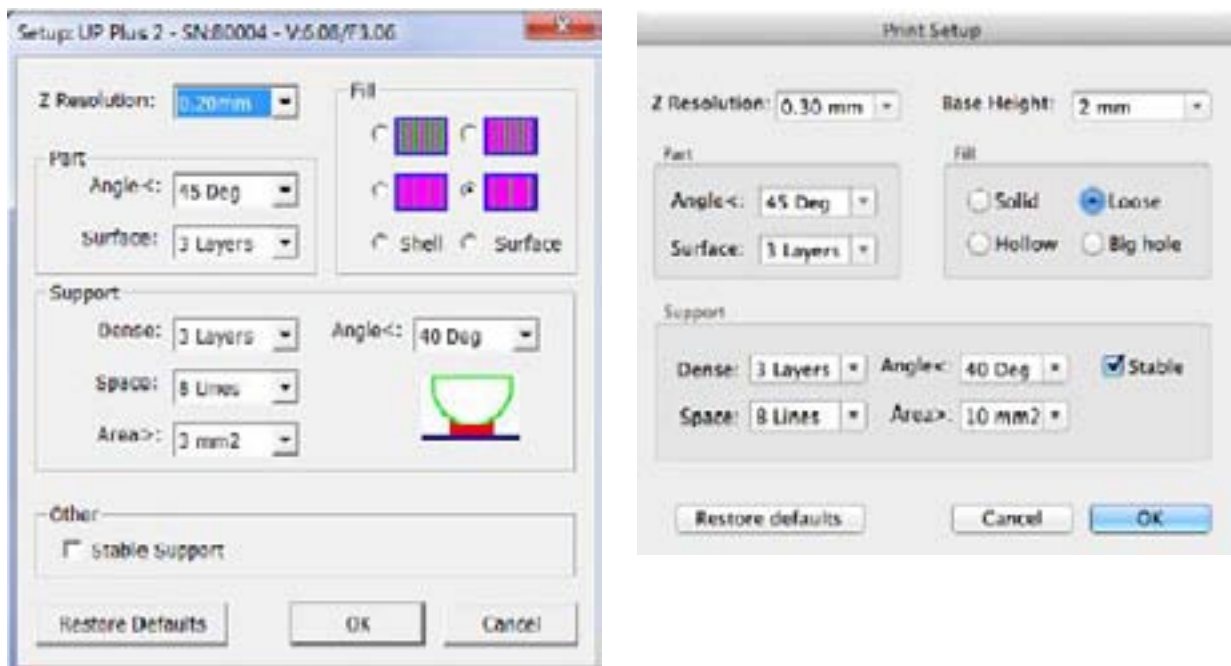 Setup: UP Plus 2 - SN:80004 - V:6.08/F3.06
Z Resolution: 0.20mm
Fill
Part
Angle<: 45 Deg
Surface: 3 Layers
Shell Surface
Support
Dense: 3 Layers Angle<: 40 Deg
Space: 8 Lines
Area>: 3 mm2
Other
Stable Support
Restore Defaults OK Cancel
Print Setup
Z Resolution: 0.30 mm Base Height: 2 mm
Part Fill
Angle<: 45 Deg Solid Loose
Surface: 3 Layers Hollow Big hole
Support
Dense: 3 Layers Angle<: 40 Deg Stable
Space: 8 Lines Area>: 10 mm2
Restore defaults Cancel OK